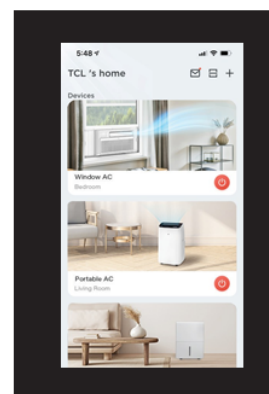 5:48
TCL 's home
Devices
Window AC
Bedroom
Portable AC
Living Room